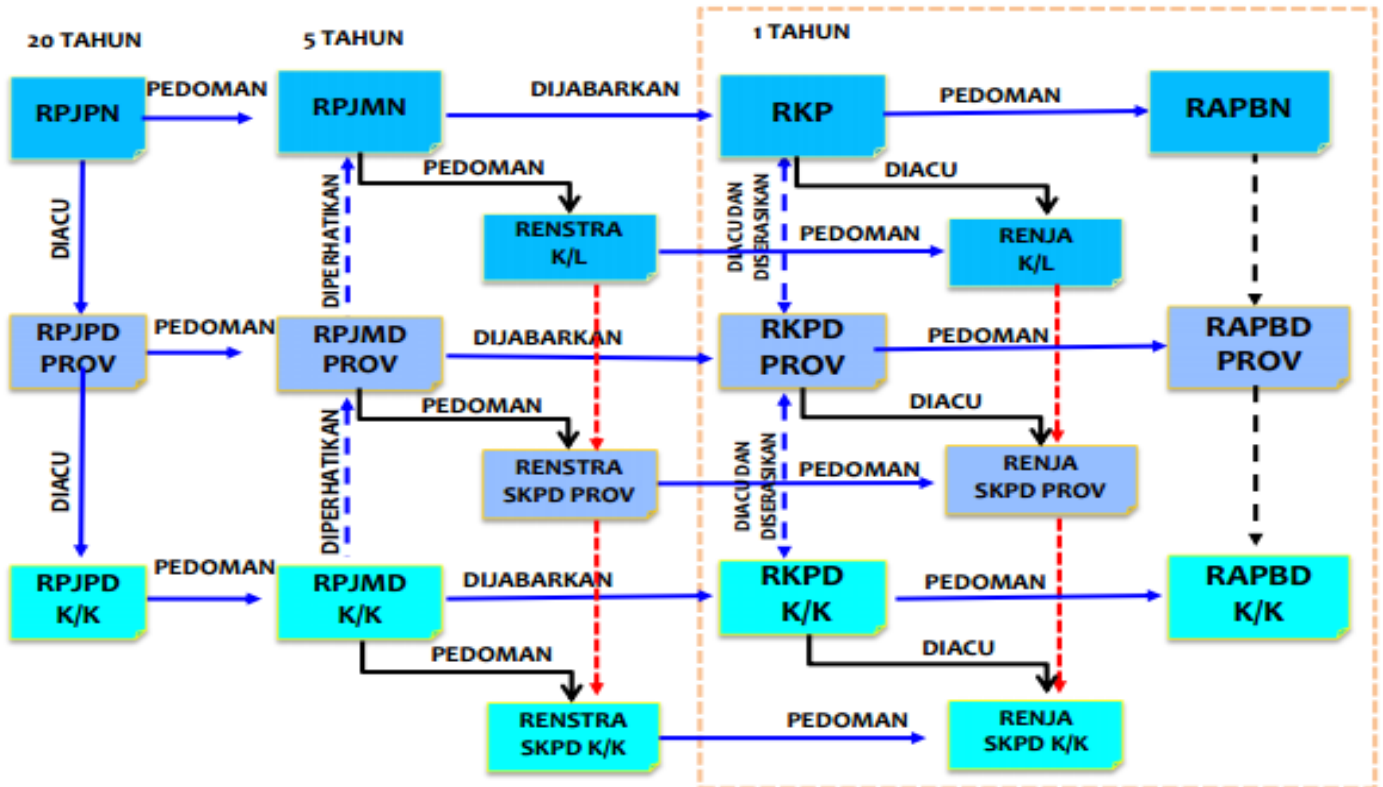 20 TAHUN
5 TAHUN
1 TAHUN
RPJPN
PEDOMAN
RPJMN
DIJABARKAN
RKP
PEDOMAN
RAPBN
DIACU
DIPERHATIKAN
PEDOMAN
RENSTRA
K/L
PEDOMAN
DIACU DAN
DISERASIKAN
DIACU
RENJA
K/L
RPJPD
PROV
PEDOMAN
RPJMD
PROV
DIJABARKAN
RKPD
PROV
PEDOMAN
RAPBD
PROV
DIACU
DIPERHATIKAN
PEDOMAN
RENSTRA
SKPD PROV
PEDOMAN
DIACU DAN
DISERASIKAN
DIACU
RENJA
SKPD PROV
RPJPD
K/K
PEDOMAN
RPJMD
K/K
DIJABARKAN
RKPD
K/K
PEDOMAN
RAPBD
K/K
PEDOMAN
RENSTRA
SKPD K/K
PEDOMAN
DIACU
RENJA
SKPD K/K